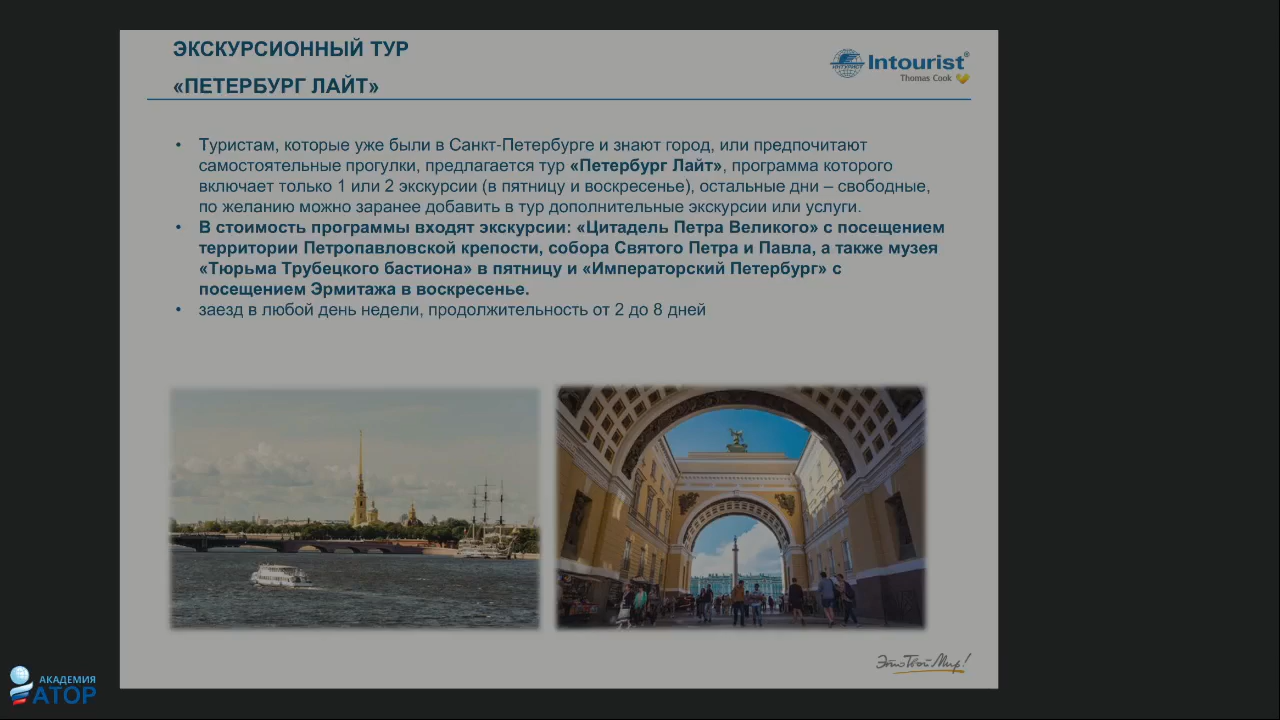 ЭКСКУРСИОННЫЙ ТУР
«ПЕТЕРБУРГ ЛАЙТ»
ИНТУРИСТ
Intourist®
Thomas Cook
• Туристам, которые уже были в Санкт-Петербурге и знают город, или предпочитают
самостоятельные прогулки, предлагается тур «Петербург Лайт», программа которого
включает только 1 или 2 экскурсии (в пятницу и воскресенье), остальные дни – свободные,
по желанию можно заранее добавить в тур дополнительные экскурсии или услуги.
• В стоимость программы входят экскурсии: «Цитадель Петра Великого» с посещением
территории Петропавловской крепости, собора Святого Петра и Павла, а также музея
«Тюрьма Трубецкого бастиона» в пятницу и «Императорский Петербург» с
посещением Эрмитажа в воскресенье.
• заезд в любой день недели, продолжительность от 2 до 8 дней
Это Твой Мир!
АКАДЕМИЯ
АТОР